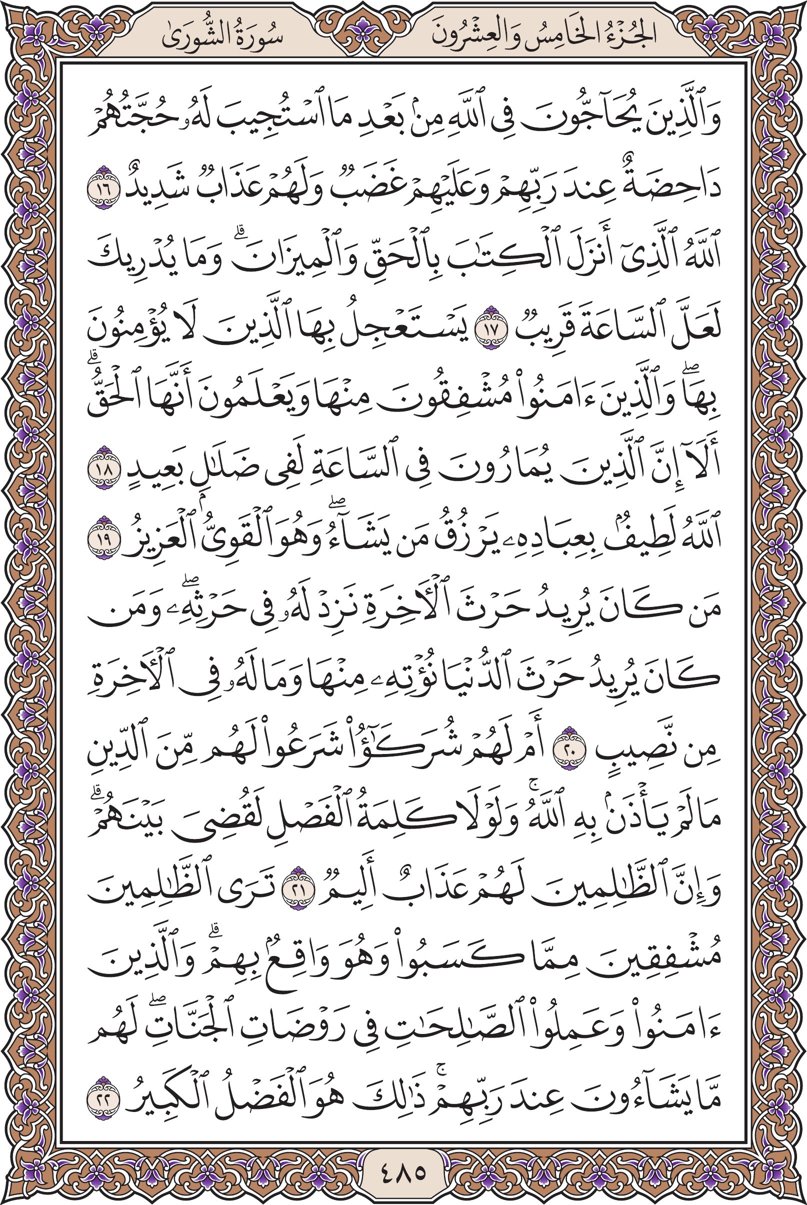 الجُزْءُ الخَامِسُ وَالعِشْرُونَ
سُورَةُ الشُّورَىٰ
وَٱلَّذِينَ يُحَآجُّونَ فِي ٱللَّهِ مِنۢ بَعْدِ مَا ٱسْتُجِيبَ لَهُۥ حُجَّتُهُمْ
دَاحِضَةٌ عِندَ رَبِّهِمْ وَعَلَيْهِمْ غَضَبٌ وَلَهُمْ عَذَابٌ شَدِيدٌ ١٦
ٱللَّهُ ٱلَّذِيٓ أَنزَلَ ٱلْكِتَٰبَ بِٱلْحَقِّ وَٱلْمِيزَانَۗ وَمَا يُدْرِيكَ
لَعَلَّ ٱلسَّاعَةَ قَرِيبٌ ١٧ يَسْتَعْجِلُ بِهَا ٱلَّذِينَ لَا يُؤْمِنُونَ
بِهَاۖ وَٱلَّذِينَ ءَامَنُوا۟ مُشْفِقُونَ مِنْهَا وَيَعْلَمُونَ أَنَّهَا ٱلْحَقُّۗ
أَلَآ إِنَّ ٱلَّذِينَ يُمَارُونَ فِي ٱلسَّاعَةِ لَفِي ضَلَٰلٍۭ بَعِيدٍ ١٨
ٱللَّهُ لَطِيفٌۢ بِعِبَادِهِۦ يَرْزُقُ مَن يَشَآءُۖ وَهُوَ ٱلْقَوِيُّ ٱلْعَزِيزُ ١٩
مَن كَانَ يُرِيدُ حَرْثَ ٱلْأَخِرَةِ نَزِدْ لَهُۥ فِي حَرْثِهِۦۖ وَمَن
كَانَ يُرِيدُ حَرْثَ ٱلدُّنْيَا نُؤْتِهِۦ مِنْهَا وَمَا لَهُۥ فِي ٱلْأَخِرَةِ
مِن نَّصِيبٍ ٢٠ أَمْ لَهُمْ شُرَكَٰٓؤُا۟ شَرَعُوا۟ لَهُم مِّنَ ٱلدِّينِ
مَا لَمْ يَأْذَنۢ بِهِ ٱللَّهُۚ وَلَوْلَا كَلِمَةُ ٱلْفَصْلِ لَقُضِيَ بَيْنَهُمْۗ
وَإِنَّ ٱلظَّٰلِمِينَ لَهُمْ عَذَابٌ أَلِيمٌ ٢١ تَرَى ٱلظَّٰلِمِينَ
مُشْفِقِينَ مِمَّا كَسَبُوا۟ وَهُوَ وَاقِعٌۢ بِهِمْۗ وَٱلَّذِينَ
ءَامَنُوا۟ وَعَمِلُوا۟ ٱلصَّٰلِحَٰتِ فِي رَوْضَاتِ ٱلْجَنَّاتِۖ لَهُم
مَّا يَشَآءُونَ عِندَ رَبِّهِمْۚ ذَٰلِكَ هُوَ ٱلْفَضْلُ ٱلْكَبِيرُ ٢٢
٤٨٥